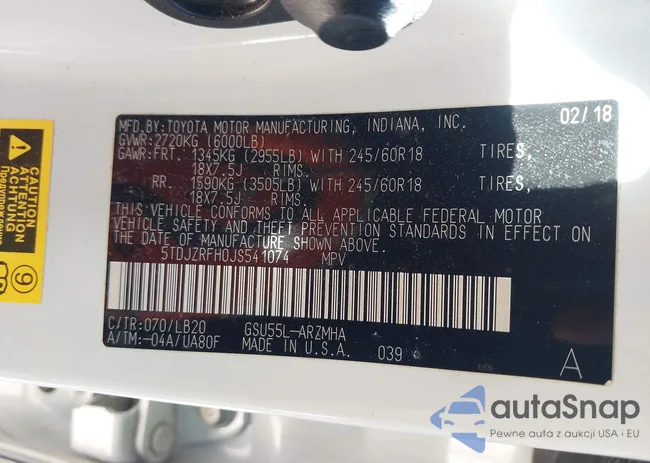 MFD.BY:TOYOTA MOTOR MANUFACTURING, INDIANA, INC. 02/18
GVWR:2720KG (6000LB)
GAWR:FRT. 1345KG (2955LB) WITH 245/60R18 TIRES,
18X7.5J RIMS.
RR. 1590KG (3505LB) WITH 245/60R18 TIRES,
18X7.5J RIMS.
THIS VEHICLE CONFORMS TO ALL APPLICABLE FEDERAL MOTOR
VEHICLE SAFETY AND THEFT PREVENTION STANDARDS IN EFFECT
ON THE DATE OF MANUFACTURE SHOWN ABOVE.
5TDJZRFH0JS541074 MPV
C/TR:070/LB20 GSU55L-ARZMHA
A/TM:-04A/UA80F MADE IN U.S.A. 039 A
CAUTION
ATTENTION
ACHTUNG
Предупреждение
9
autaSnap
Pewne auta z aukcji USA i EU